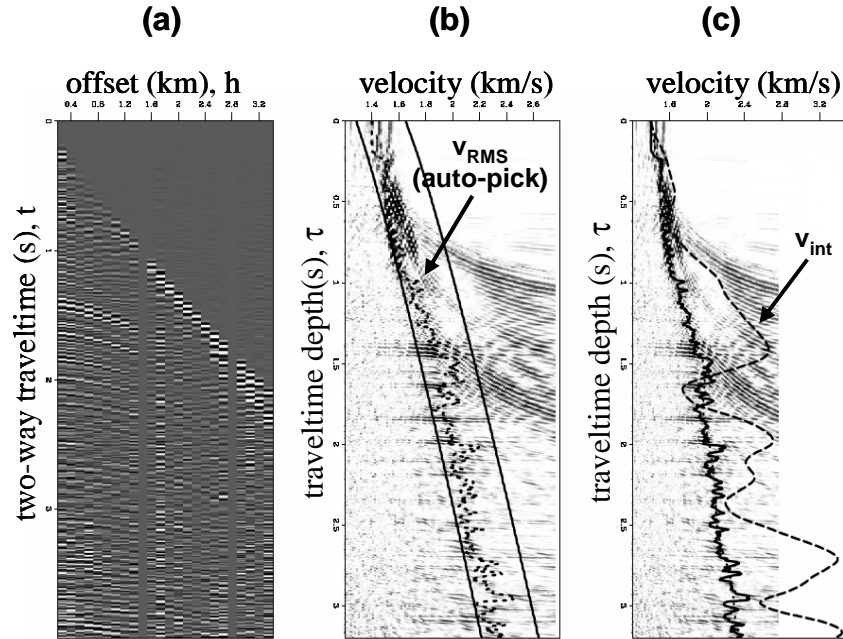 (a)
(b)
(c)
offset (km), h
velocity (km/s)
velocity (km/s)
0.4 0.8 1.2 1.6 2 2.4 2.8 3.2
1.4 1.6 1.8 2 2.2 2.4 2.6
1.6 2 2.4 2.8 3.2
two-way traveltime (s), t
0
1
2
3
traveltime depth(s), τ
0
0.5
1
1.5
2
2.5
3
vRMS
(auto-pick)
traveltime depth (s), τ
0
0.5
1
1.5
2
2.5
3
vint